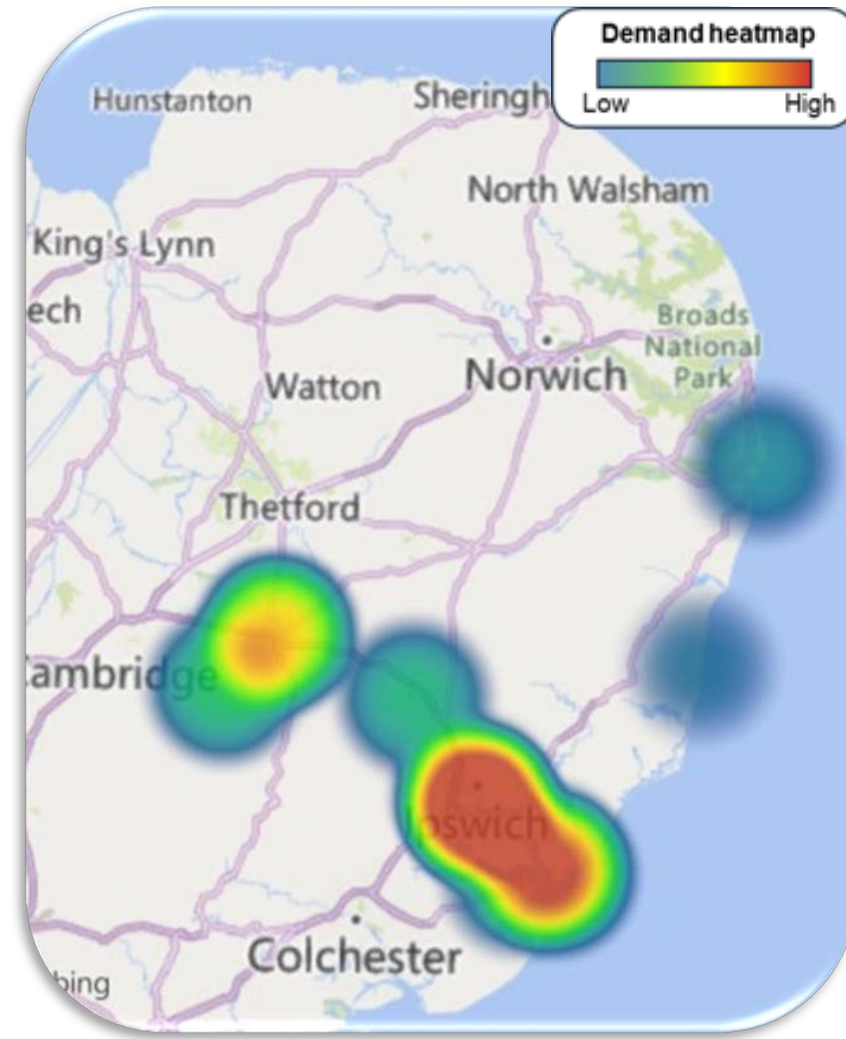 Demand heatmap
Low
High
Hunstanton
Sheringh
North Walsham
King's Lynn
ech
Broads
National
Park
Norwich
Watton
Thetford
ambridge
Ipswich
Colchester
bing